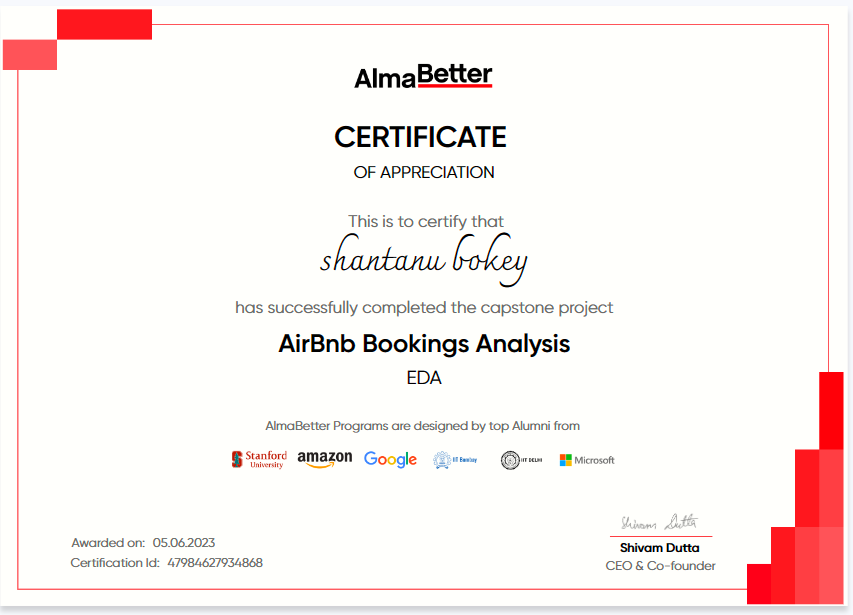 AlmaBetter
CERTIFICATE
OF APPRECIATION
This is to certify that
shantanu bokey
has successfully completed the capstone project
AirBnb Bookings Analysis
EDA
AlmaBetter Programs are designed by top Alumni from
Stanford University amazon Google IIT Bombay IIT DELHI Microsoft
Shivam Dutta
Awarded on: 05.06.2023
Shivam Dutta
Certification Id: 47984627934868
CEO & Co-founder